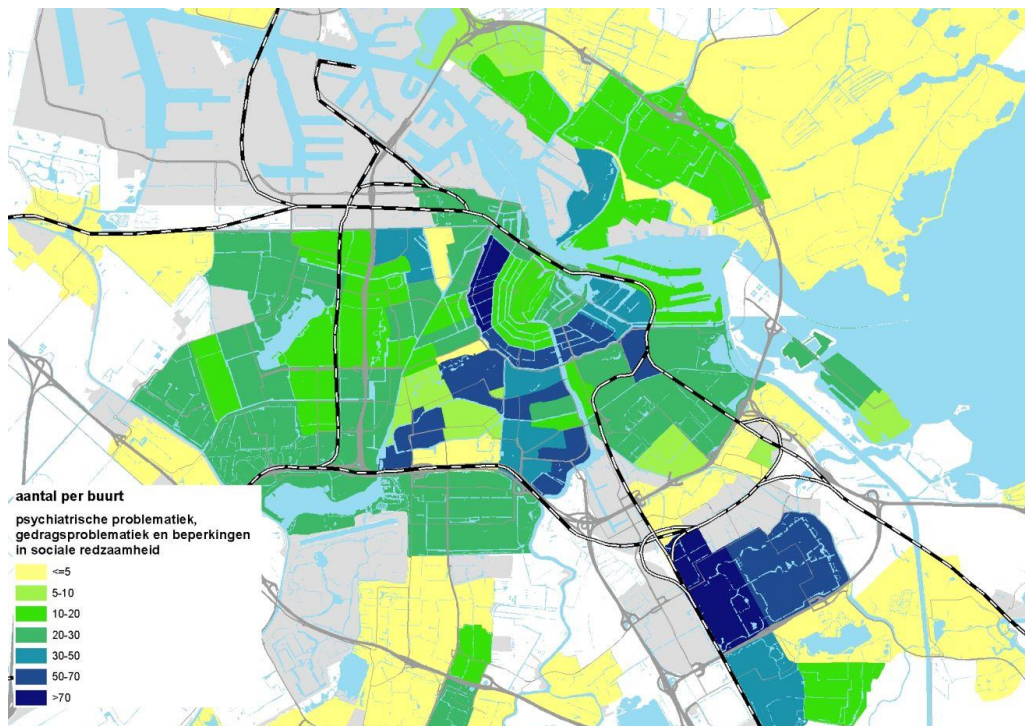 aantal per buurt
psychiatrische problematiek,
gedragsproblematiek en beperkingen
in sociale redzaamheid
<=5
5-10
10-20
20-30
30-50
50-70
>70